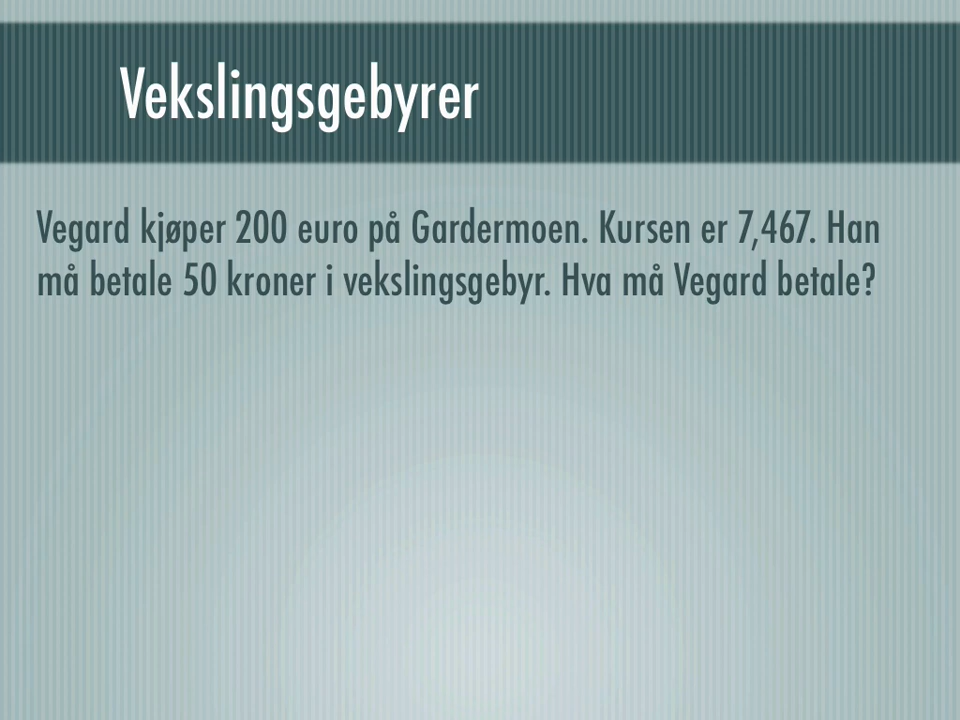 Vekslingsgebyrer
Vegard kjøper 200 euro på Gardermoen. Kursen er 7,467. Han
må betale 50 kroner i vekslingsgebyr. Hva må Vegard betale?